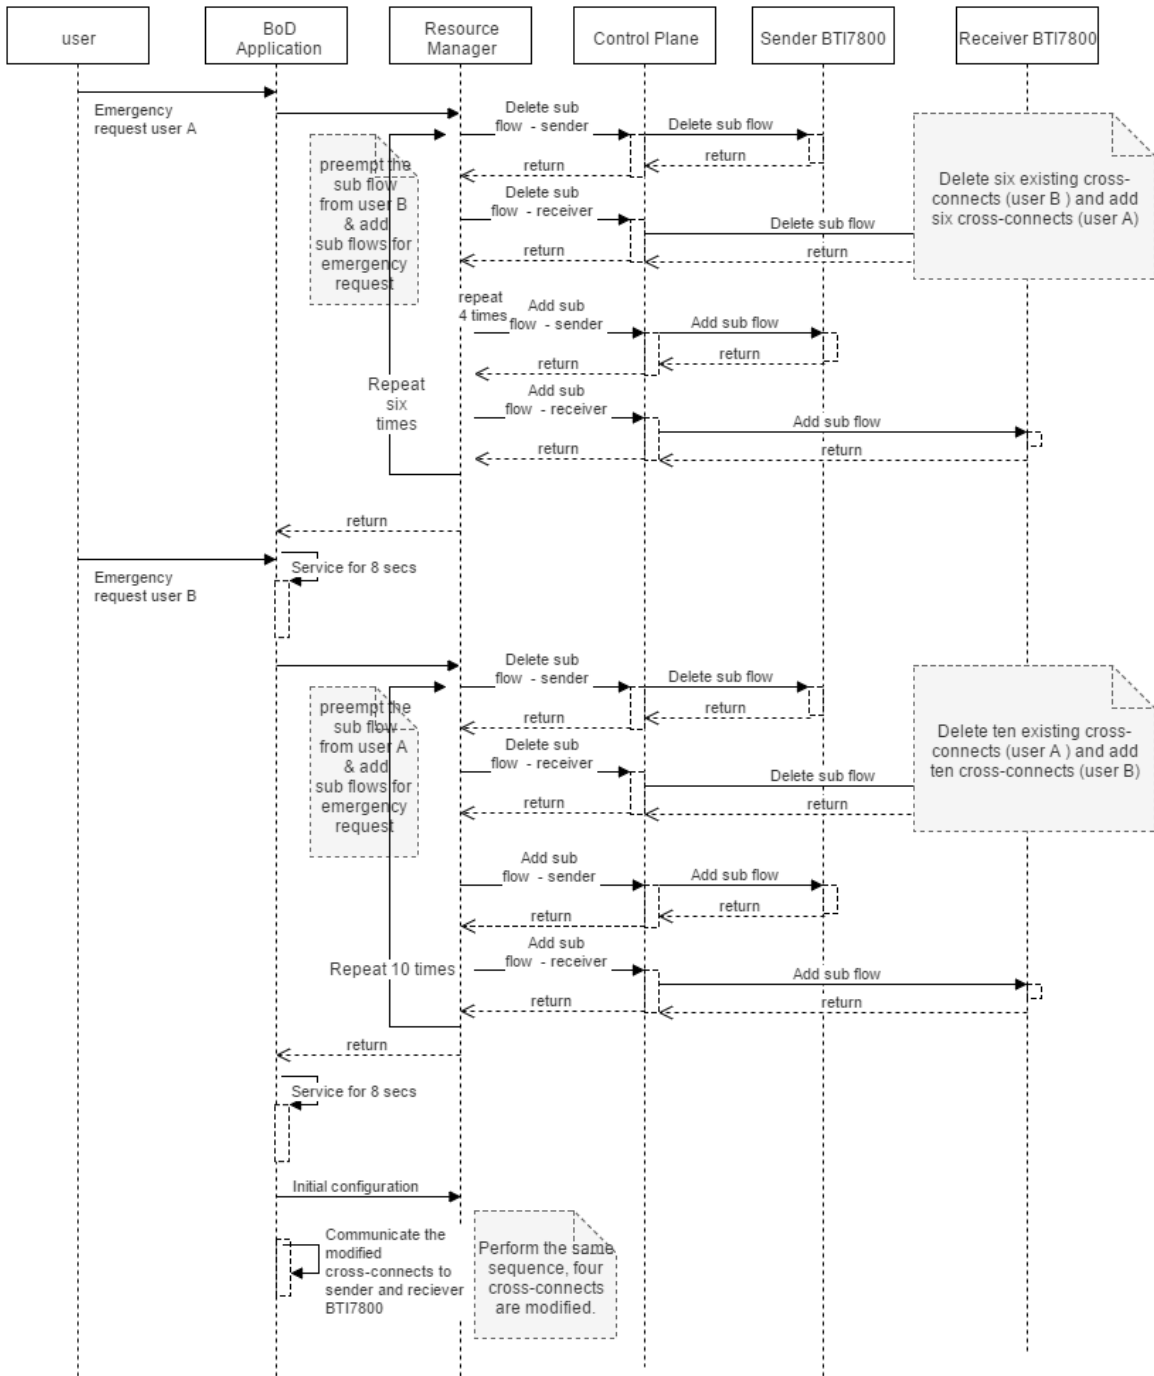 user
BoD
Application
Resource
Manager
Control Plane
Sender BTI7800
Receiver BTI7800
Emergency
request user A
Delete sub
flow - sender
Delete sub flow
return
return
preempt the
sub flow
from user B
& add
sub flows for
emergency
request
Delete six existing cross-
connects (user B ) and add
six cross-connects (user A)
Delete sub
flow - receiver
Delete sub flow
return
return
repeat
4 times
Add sub
flow - sender
Add sub flow
return
return
Repeat
six
times
Add sub
flow - receiver
Add sub flow
return
return
return
Service for 8 secs
Emergency
request user B
Delete sub
flow - sender
Delete sub flow
return
return
preempt the
sub flow
from user A
& add
sub flows for
emergency
request
Delete ten existing cross-
connects (user A ) and add
ten cross-connects (user B)
Delete sub
flow - receiver
Delete sub flow
return
return
Add sub
flow - sender
Add sub flow
return
return
Add sub
flow - receiver
Repeat 10 times
Add sub flow
return
return
return
Service for 8 secs
Initial configuration
Communicate the
modified
cross-connects to
sender and reciever
BTI7800
Perform the same
sequence, four
cross-connects
are modified.